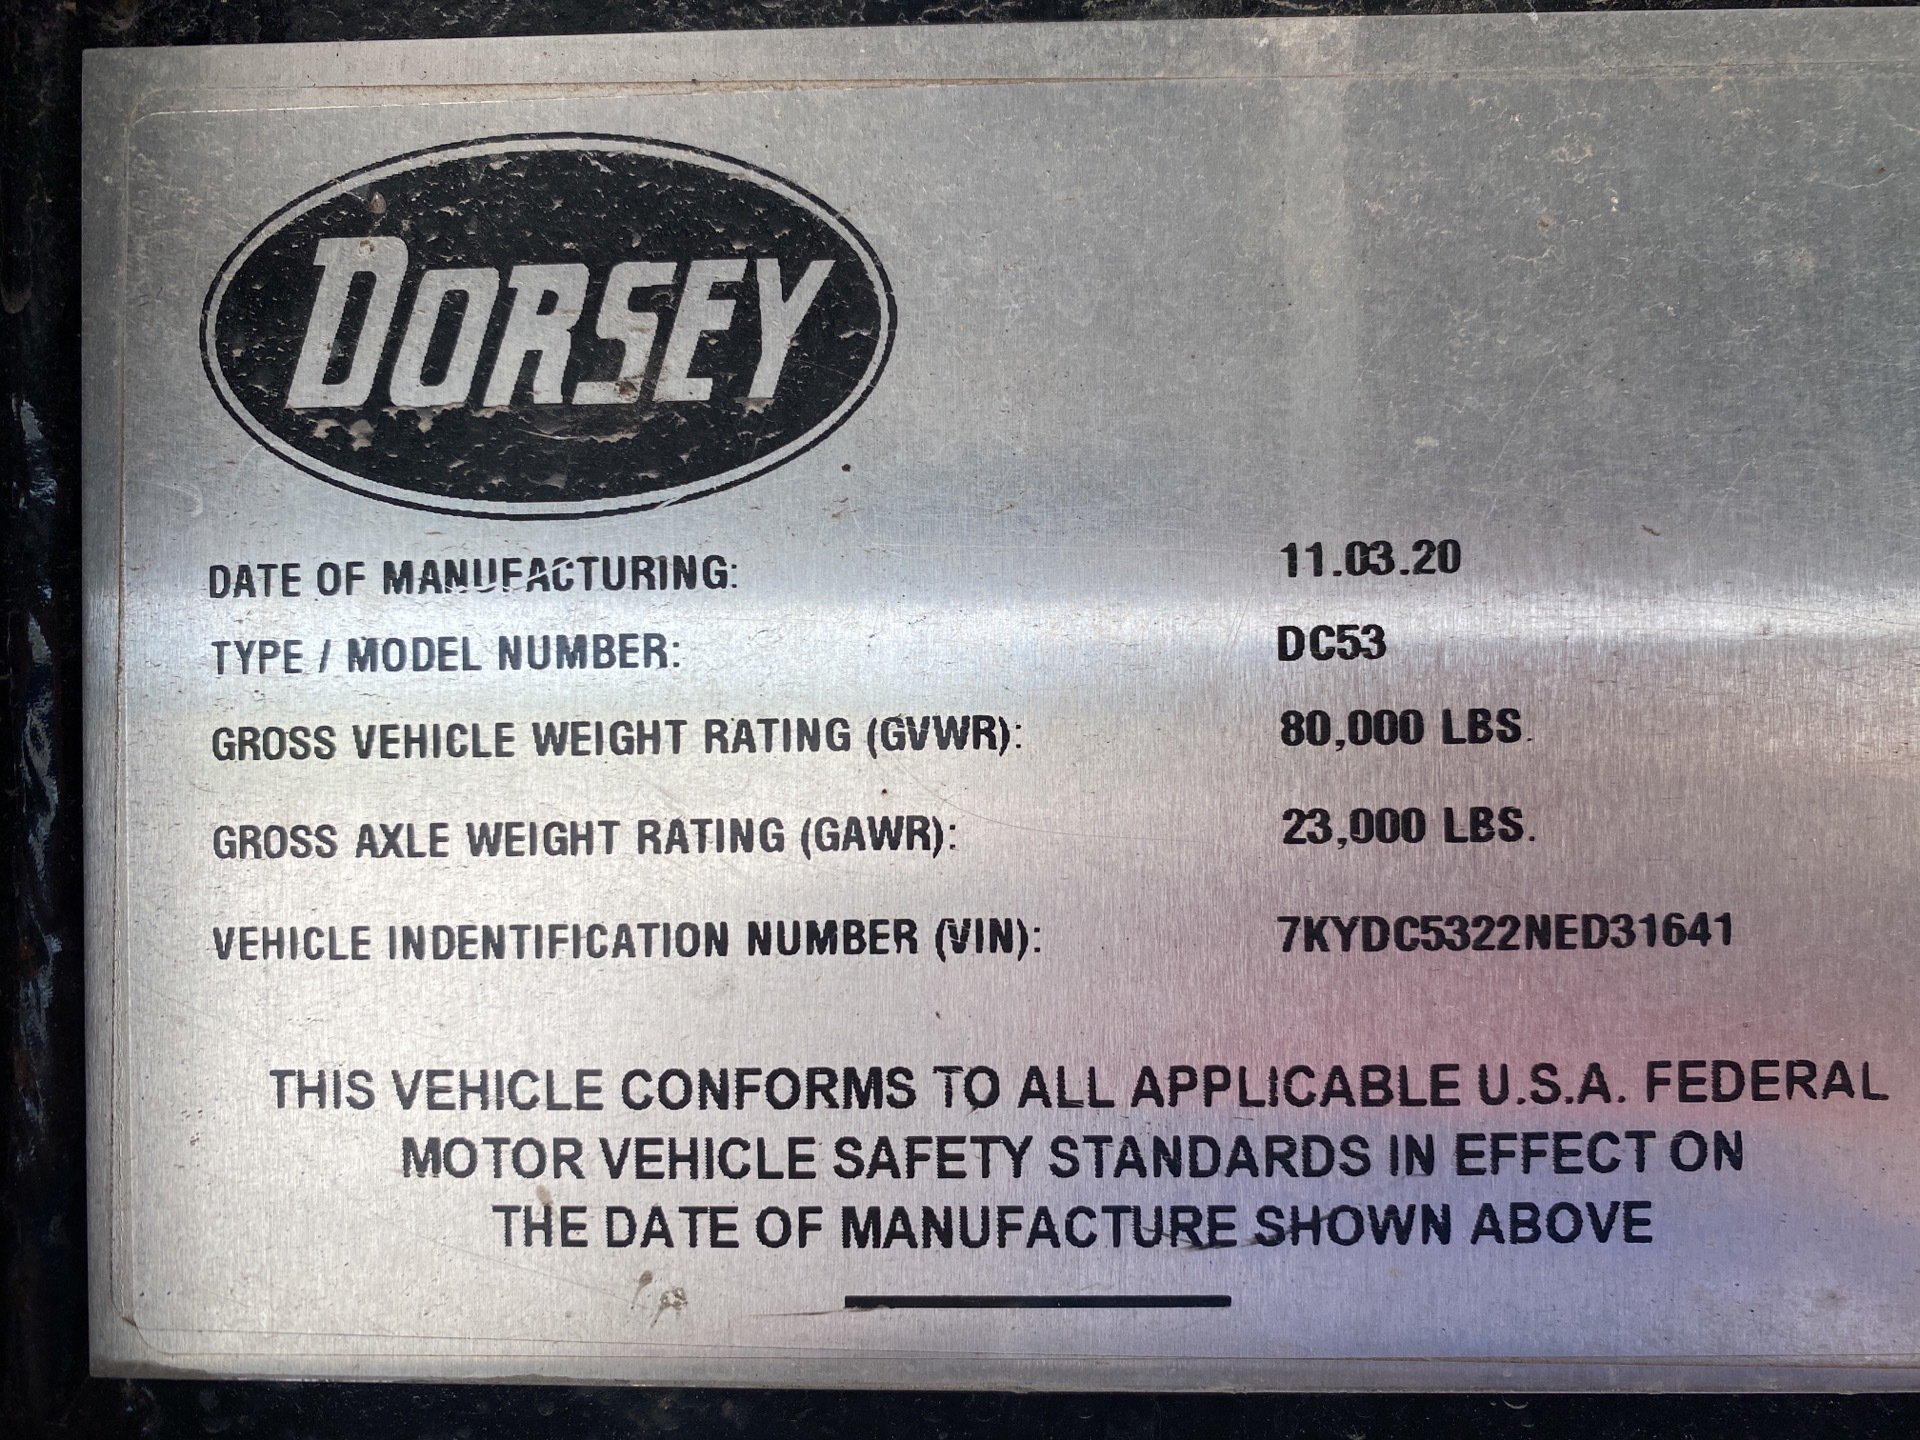 DORSEY
DATE OF MANUFACTURING: 11.03.20
TYPE / MODEL NUMBER: DC53
GROSS VEHICLE WEIGHT RATING (GVWR): 80,000 LBS.
GROSS AXLE WEIGHT RATING (GAWR): 23,000 LBS.
VEHICLE INDENTIFICATION NUMBER (VIN): 7KYDC5322NED31641
THIS VEHICLE CONFORMS TO ALL APPLICABLE U.S.A. FEDERAL
MOTOR VEHICLE SAFETY STANDARDS IN EFFECT ON
THE DATE OF MANUFACTURE SHOWN ABOVE